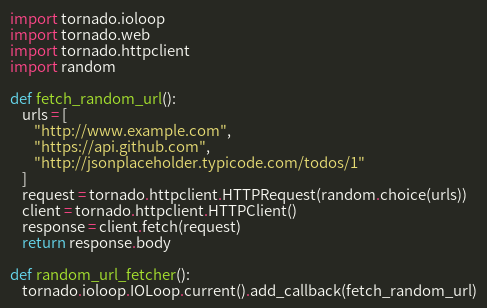 import tornado.ioloop
import tornado.web
import tornado.httpclient
import random

def fetch_random_url():
    urls = [
        "http://www.example.com",
        "https://api.github.com",
        "http://jsonplaceholder.typicode.com/todos/1"
    ]
    request = tornado.httpclient.HTTPRequest(random.choice(urls))
    client = tornado.httpclient.HTTPClient()
    response = client.fetch(request)
    return response.body

def random_url_fetcher():
    tornado.ioloop.IOLoop.current().add_callback(fetch_random_url)